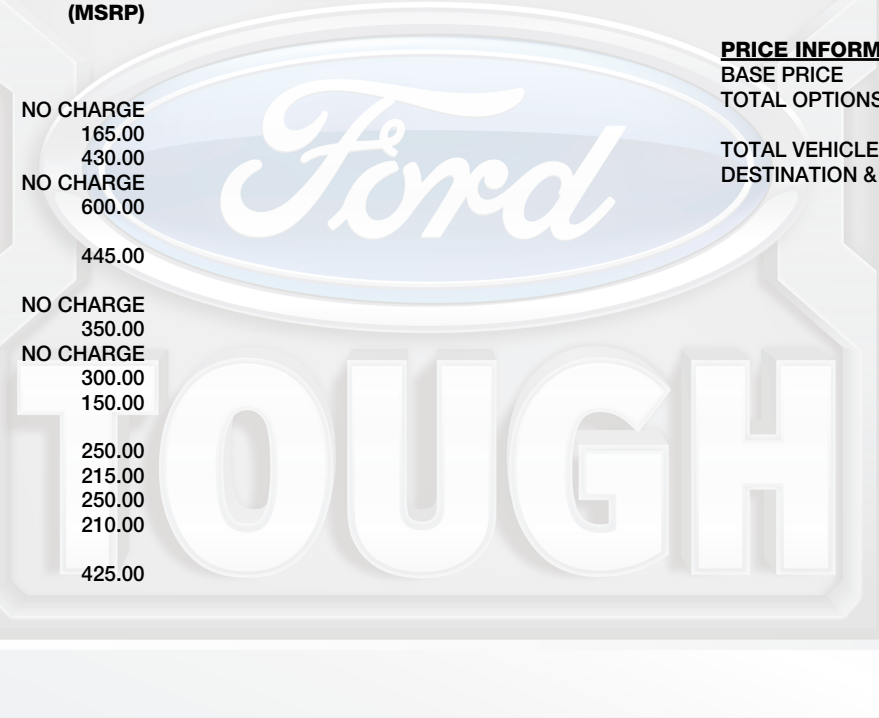 (MSRP)
NO CHARGE
165.00
430.00
NO CHARGE
600.00
445.00
NO CHARGE
350.00
NO CHARGE
300.00
150.00
250.00
215.00
250.00
210.00
425.00
PRICE INFORM
BASE PRICE
TOTAL OPTIONS
TOTAL VEHICLE
DESTINATION &
Ford
TOUGH